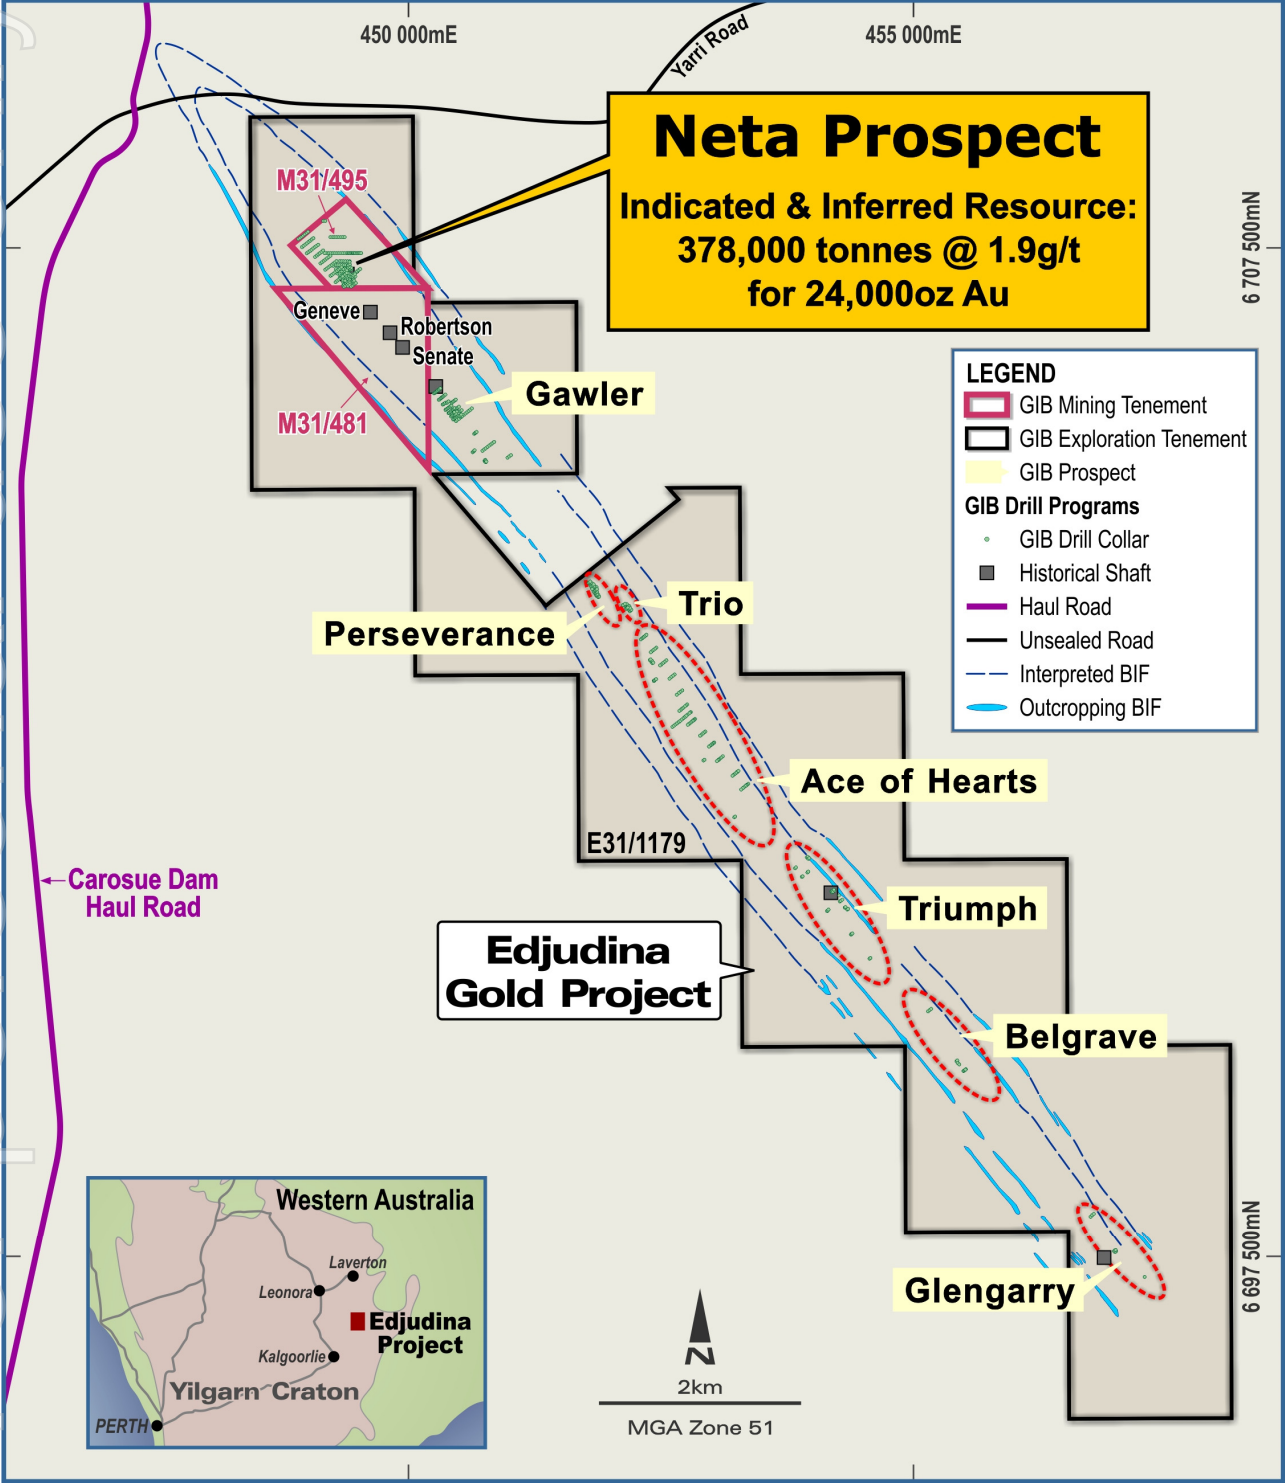 450 000mE
455 000mE
Yarri Road
Neta Prospect
Indicated & Inferred Resource:
378,000 tonnes @ 1.9g/t
for 24,000oz Au
6 707 500mN
M31/495
Geneve
Robertson
Senate
Gawler
M31/481
LEGEND
GIB Mining Tenement
GIB Exploration Tenement
GIB Prospect
GIB Drill Programs
GIB Drill Collar
Historical Shaft
Haul Road
Unsealed Road
Interpreted BIF
Outcropping BIF
Trio
Perseverance
Ace of Hearts
E31/1179
Carosue Dam
Haul Road
Triumph
Edjudina
Gold Project
Belgrave
Glengarry
6 697 500mN
Western Australia
Laverton
Leonora
Edjudina
Project
Kalgoorlie
Yilgarn Craton
PERTH
N
2km
MGA Zone 51